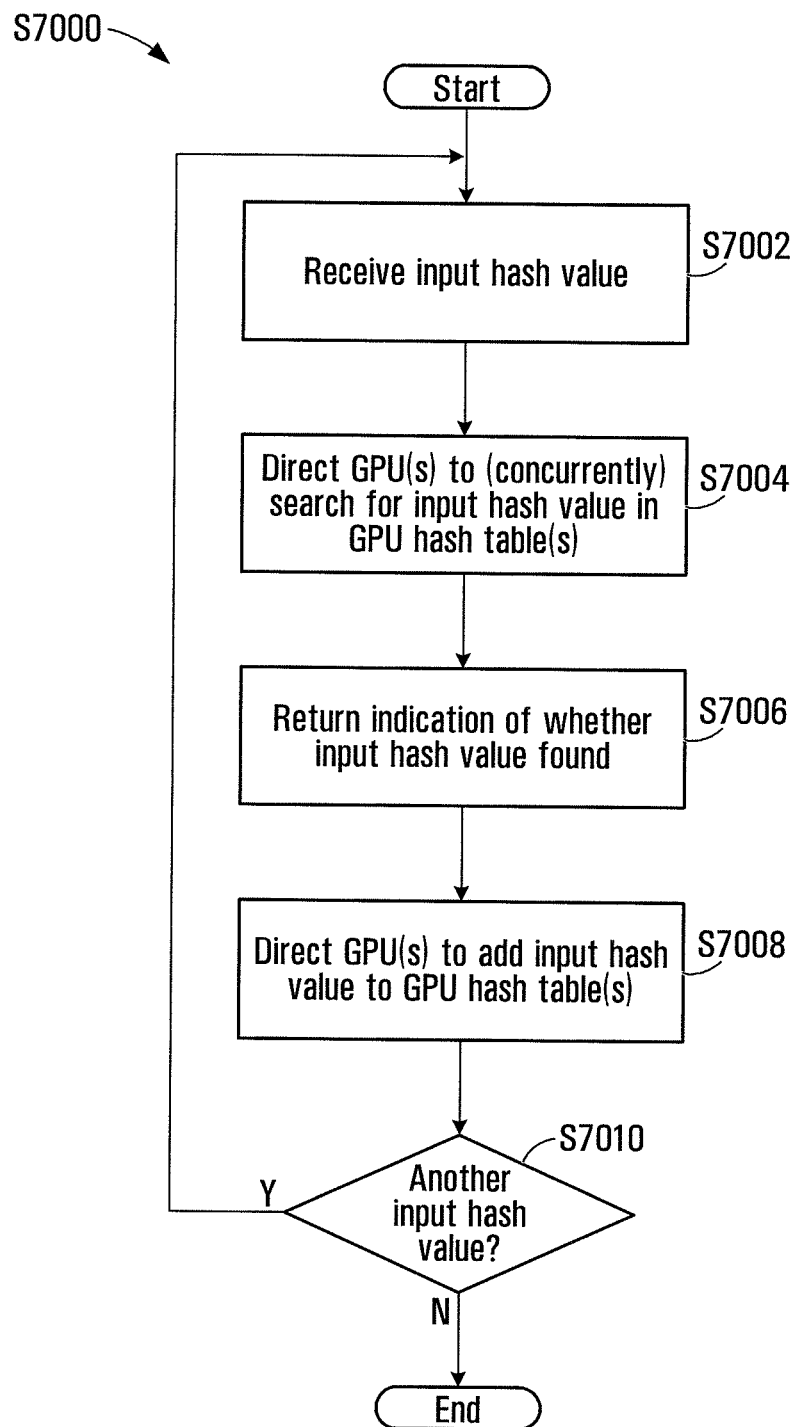 S7000
Start
Receive input hash value
S7002
Direct GPU(s) to (concurrently)
search for input hash value in
GPU hash table(s)
S7004
Return indication of whether
input hash value found
S7006
Direct GPU(s) to add input hash
value to GPU hash table(s)
S7008
S7010
Another
input hash
value?
Y
N
End